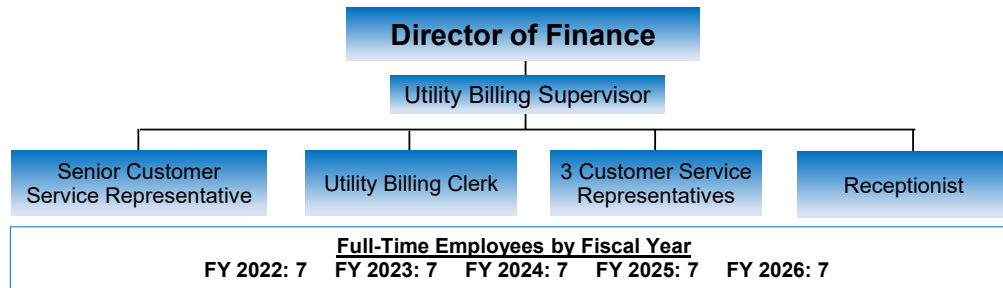 Director of Finance
Utility Billing Supervisor
Senior Customer
Service Representative
Utility Billing Clerk
3 Customer Service
Representatives
Receptionist
Full-Time Employees by Fiscal Year
FY 2022: 7 FY 2023: 7 FY 2024: 7 FY 2025: 7 FY 2026: 7